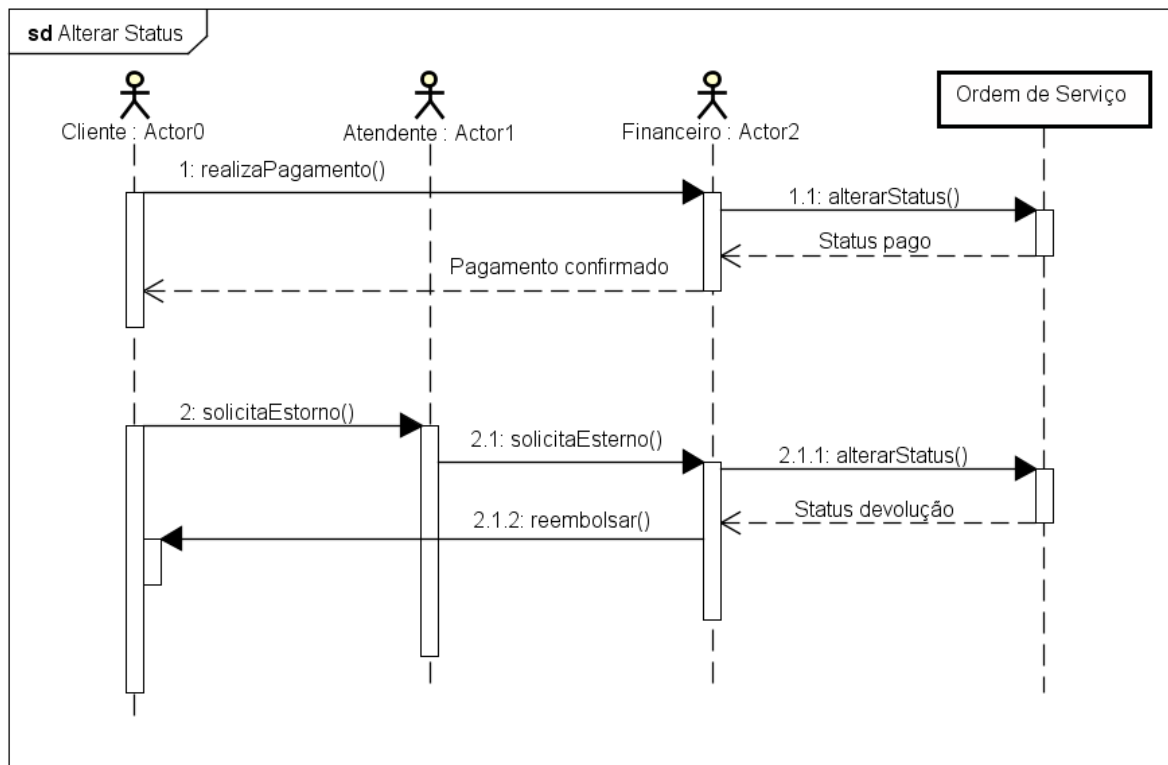 sd Alterar Status
Cliente : Actor0
Atendente : Actor1
Financeiro : Actor2
Ordem de Serviço
1: realizaPagamento()
1.1: alterarStatus()
Status pago
Pagamento confirmado
2: solicitaEstorno()
2.1: solicitaEsterno()
2.1.1: alterarStatus()
Status devolução
2.1.2: reembolsar()